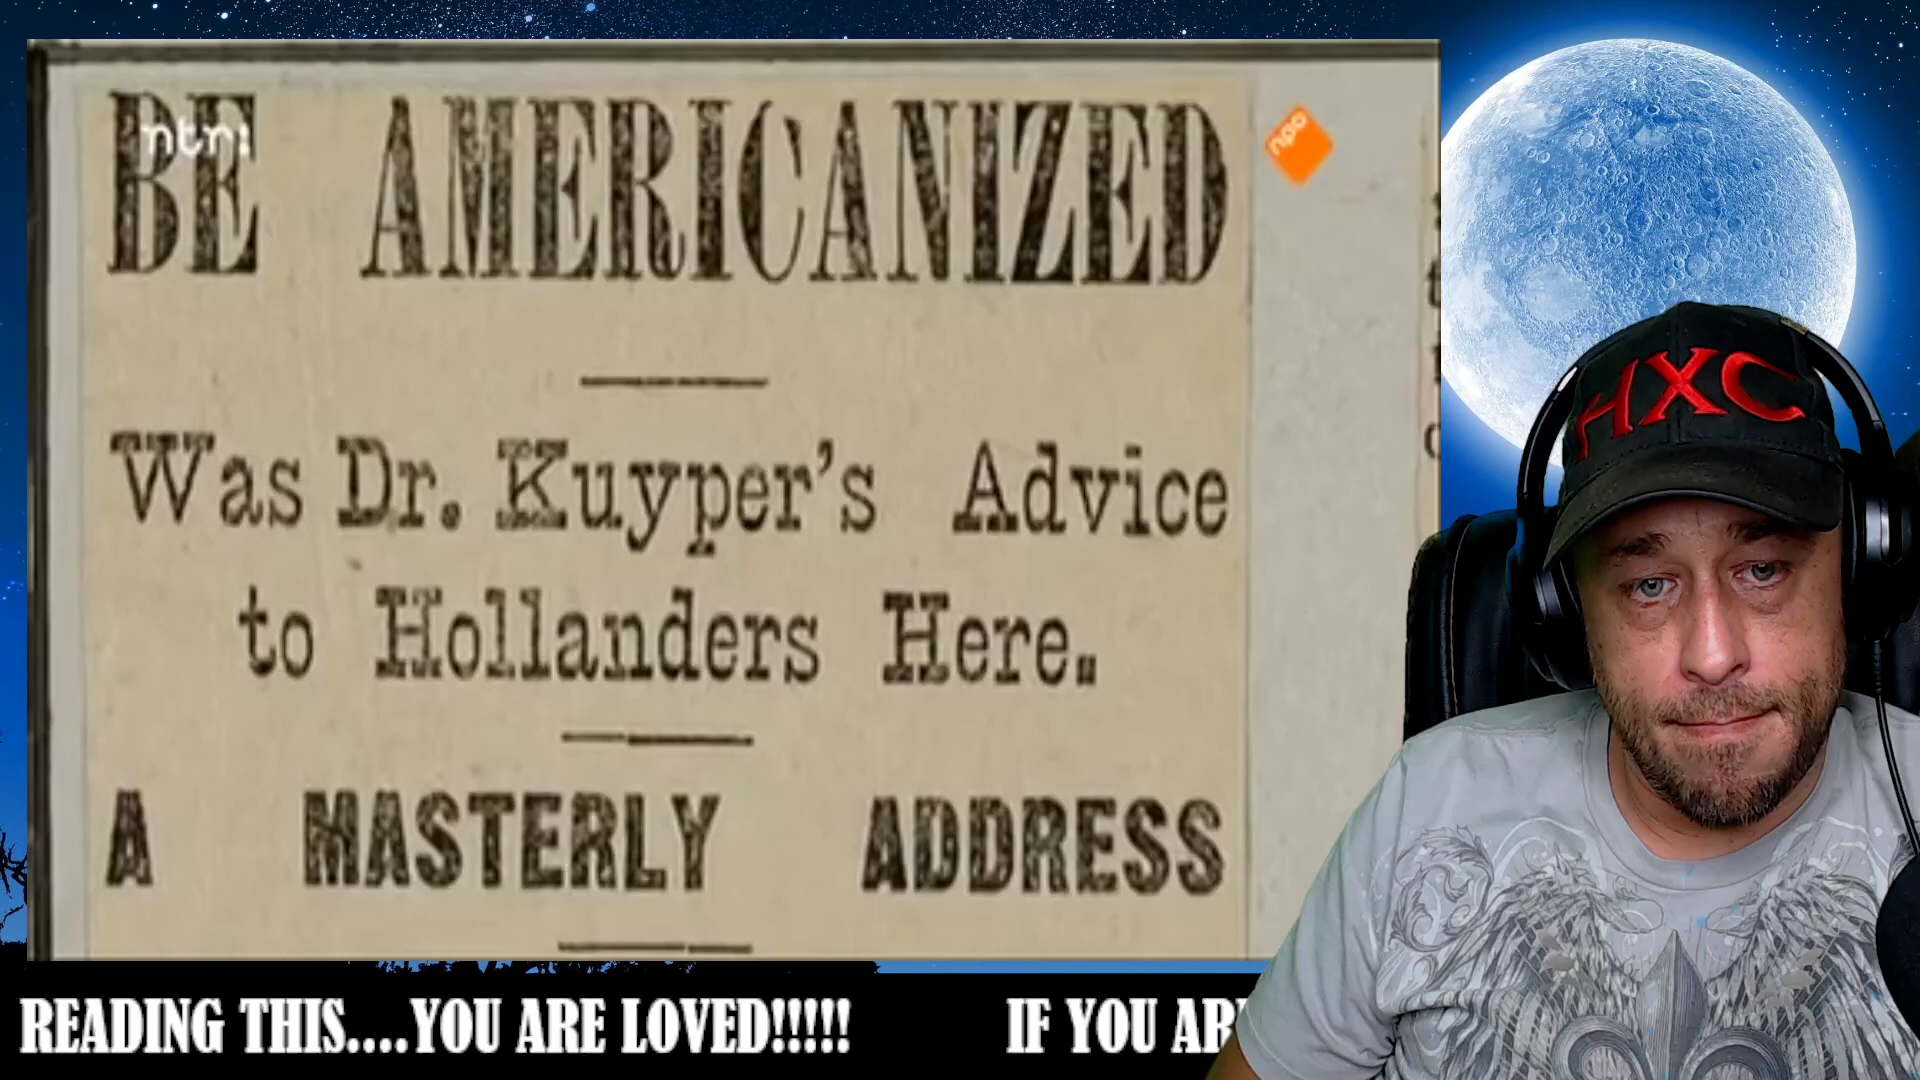 BE AMERICANIZED
ntr:
npo
Was Dr. Kuyper's Advice
to Hollanders Here.
A MASTERLY ADDRESS
HXC
READING THIS....YOU ARE LOVED!!!!! IF YOU AR